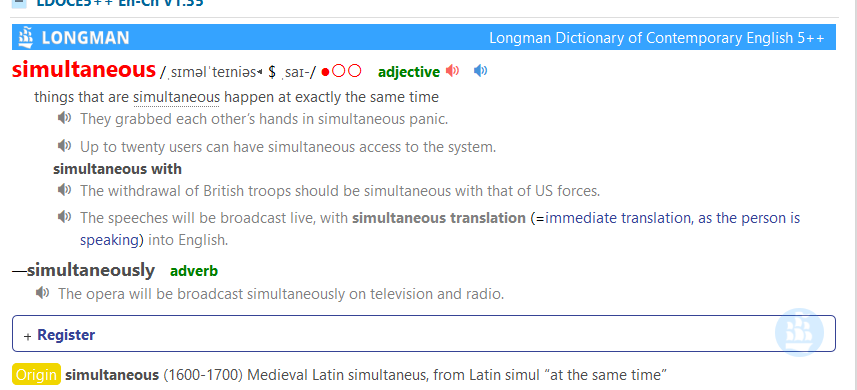 LDOCE5++ En-Cn V1.35
LONGMAN Longman Dictionary of Contemporary English 5++
simultaneous /ˌsɪməlˈteɪniəs◂ $ ˌsaɪ-/ ●○○ adjective
things that are simultaneous happen at exactly the same time
They grabbed each other’s hands in simultaneous panic.
Up to twenty users can have simultaneous access to the system.
simultaneous with
The withdrawal of British troops should be simultaneous with that of US forces.
The speeches will be broadcast live, with simultaneous translation (=immediate translation, as the person is
speaking) into English.
—simultaneously adverb
The opera will be broadcast simultaneously on television and radio.
+ Register
Origin simultaneous (1600-1700) Medieval Latin simultaneus, from Latin simul “at the same time”